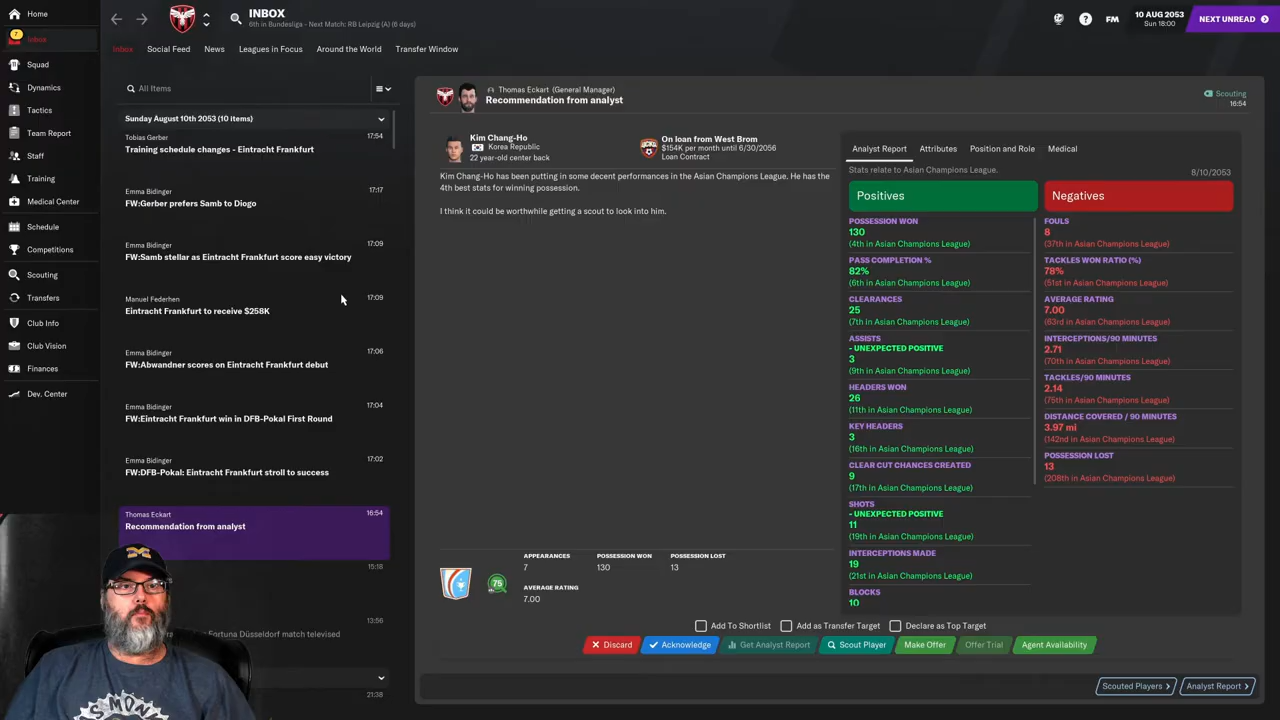 Home
INBOX
6th in Bundesliga - Next Match: RB Leipzig (A) (6 days)
FM
10 AUG 2053
Sun 18:00
NEXT UNREAD
7
Inbox
Squad
Dynamics
Tactics
Team Report
Staff
Training
Medical Center
Schedule
Competitions
Scouting
Transfers
Club Info
Club Vision
Finances
Dev. Center
Inbox
Social Feed
News
Leagues in Focus
Around the World
Transfer Window
All Items
Sunday August 10th 2053 (10 items)
Tobias Gerber
17:54
Training schedule changes - Eintracht Frankfurt
Emma Bidinger
17:17
FW:Gerber prefers Samb to Diogo
Emma Bidinger
17:09
FW:Samb stellar as Eintracht Frankfurt score easy victory
Manuel Federhen
17:09
Eintracht Frankfurt to receive $258K
Emma Bidinger
17:06
FW:Abwandner scores on Eintracht Frankfurt debut
Emma Bidinger
17:04
FW:Eintracht Frankfurt win in DFB-Pokal First Round
Emma Bidinger
17:02
FW:DFB-Pokal: Eintracht Frankfurt stroll to success
Thomas Eckart
16:54
Recommendation from analyst
15:18
13:56
Fortuna Düsseldorf match televised
21:38
Thomas Eckart (General Manager)
Recommendation from analyst
Scouting
16:54
Kim Chang-Ho
Korea Republic
22 year-old center back
On loan from West Brom
$154K per month until 6/30/2056
Loan Contract
Kim Chang-Ho has been putting in some decent performances in the Asian Champions League. He has the
4th best stats for winning possession.
I think it could be worthwhile getting a scout to look into him.
APPEARANCES
7
POSSESSION WON
130
POSSESSION LOST
13
AVERAGE RATING
7.00
75
Analyst Report
Attributes
Position and Role
Medical
Stats relate to Asian Champions League.
8/10/2053
Positives
POSSESSION WON
130
(4th in Asian Champions League)
PASS COMPLETION %
82%
(6th in Asian Champions League)
CLEARANCES
25
(7th in Asian Champions League)
ASSISTS
- UNEXPECTED POSITIVE
3
(9th in Asian Champions League)
HEADERS WON
26
(11th in Asian Champions League)
KEY HEADERS
3
(16th in Asian Champions League)
CLEAR CUT CHANCES CREATED
9
(17th in Asian Champions League)
SHOTS
- UNEXPECTED POSITIVE
11
(19th in Asian Champions League)
INTERCEPTIONS MADE
19
(21st in Asian Champions League)
BLOCKS
10
Negatives
FOULS
8
(37th in Asian Champions League)
TACKLES WON RATIO (%)
78%
(51st in Asian Champions League)
AVERAGE RATING
7.00
(63rd in Asian Champions League)
INTERCEPTIONS/90 MINUTES
2.71
(70th in Asian Champions League)
TACKLES/90 MINUTES
2.14
(75th in Asian Champions League)
DISTANCE COVERED / 90 MINUTES
3.97 mi
(142nd in Asian Champions League)
POSSESSION LOST
13
(208th in Asian Champions League)
Add To Shortlist
Add as Transfer Target
Declare as Top Target
Discard
Acknowledge
Get Analyst Report
Scout Player
Make Offer
Offer Trial
Agent Availability
Scouted Players
Analyst Report